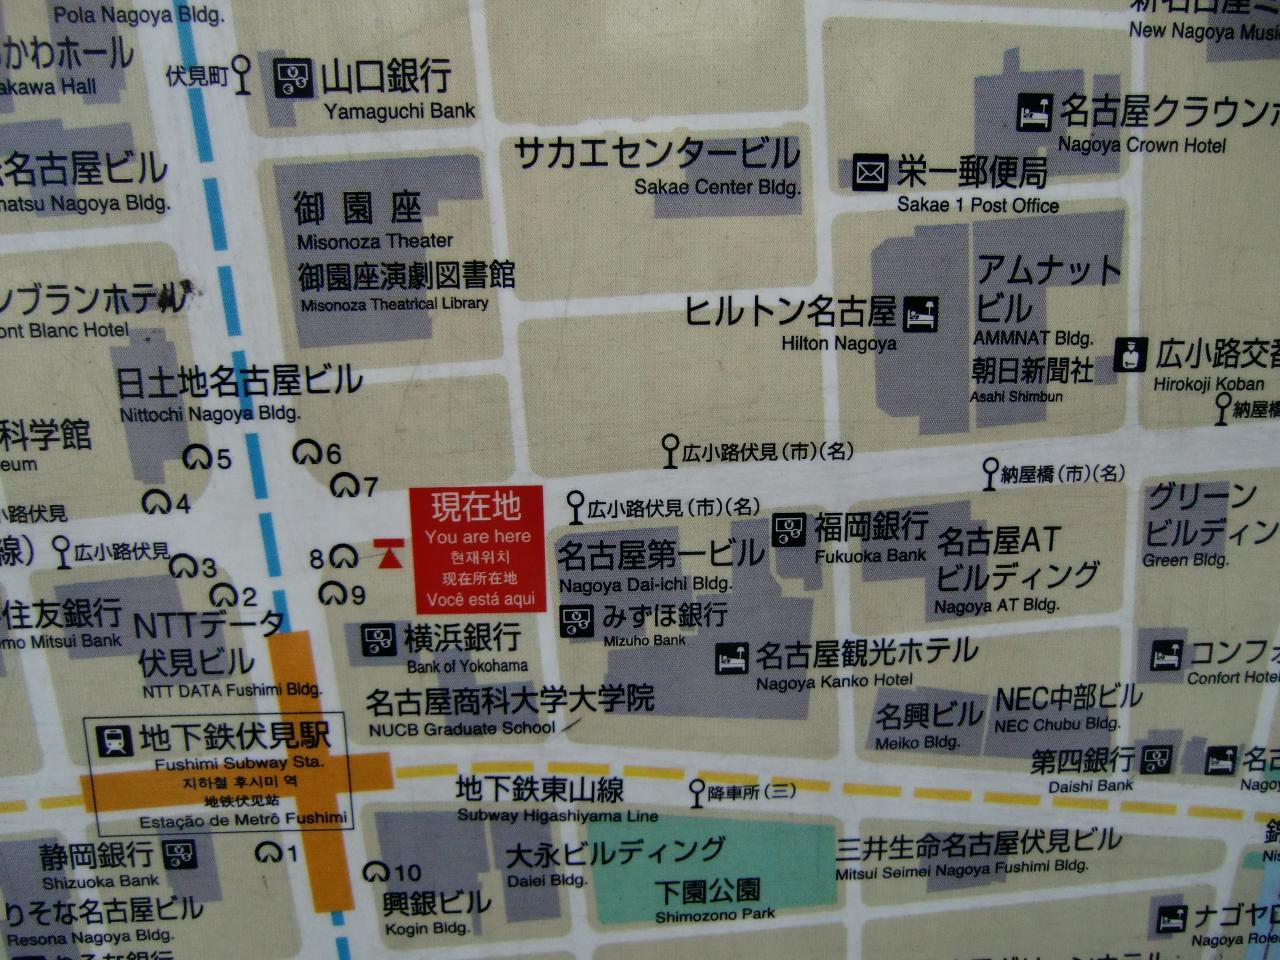 Pola Nagoya Bldg.
かわホール
akawa Hall
伏見町
山口銀行
Yamaguchi Bank
New Nagoya Musi
名古屋クラウン
Nagoya Crown Hotel
サカエセンタービル
Sakae Center Bldg.
栄一郵便局
Sakae 1 Post Office
名古屋ビル
matsu Nagoya Bldg.
御園座
Misonoza Theater
御園座演劇図書館
Misonoza Theatrical Library
アムナット
ビル
AMMNAT Bldg.
朝日新聞社
Asahi Shimbun
ヒルトン名古屋
Hilton Nagoya
ンブランホテル
ont Blanc Hotel
広小路交番
Hirokoji Koban
納屋橋
日土地名古屋ビル
Nittochi Nagoya Bldg.
科学館
eum
5
6
7
4
広小路伏見(市)(名)
納屋橋(市)(名)
小路伏見
線)
広小路伏見
3
2
8
9
現在地
You are here
현재위치
现在所在地
Você está aqui
広小路伏見(市)(名)
名古屋第一ビル
Nagoya Dai-ichi Bldg.
福岡銀行
Fukuoka Bank
名古屋AT
ビルディング
Nagoya AT Bldg.
グリーン
ビルディン
Green Bldg.
住友銀行
omo Mitsui Bank
NTTデータ
伏見ビル
NTT DATA Fushimi Bldg.
横浜銀行
Bank of Yokohama
みずほ銀行
Mizuho Bank
名古屋観光ホテル
Nagoya Kanko Hotel
コンフォ
Confort Hotel
名古屋商科大学大学院
NUCB Graduate School
名興ビル
Meiko Bldg.
NEC中部ビル
NEC Chubu Bldg.
第四銀行
Daishi Bank
名古
Nagoy
地下鉄伏見駅
Fushimi Subway Sta.
지하철 후시미 역
地铁伏见站
Estação de Metrô Fushimi
地下鉄東山線
Subway Higashiyama Line
降車所(三)
静岡銀行
Shizuoka Bank
1
10
りそな名古屋ビル
Resona Nagoya Bldg.
興銀ビル
Kogin Bldg.
大永ビルディング
Daiei Bldg.
下園公園
Shimozono Park
三井生命名古屋伏見ビル
Mitsui Seimei Nagoya Fushimi Bldg.
Nis
ナゴヤ
Nagoya Role